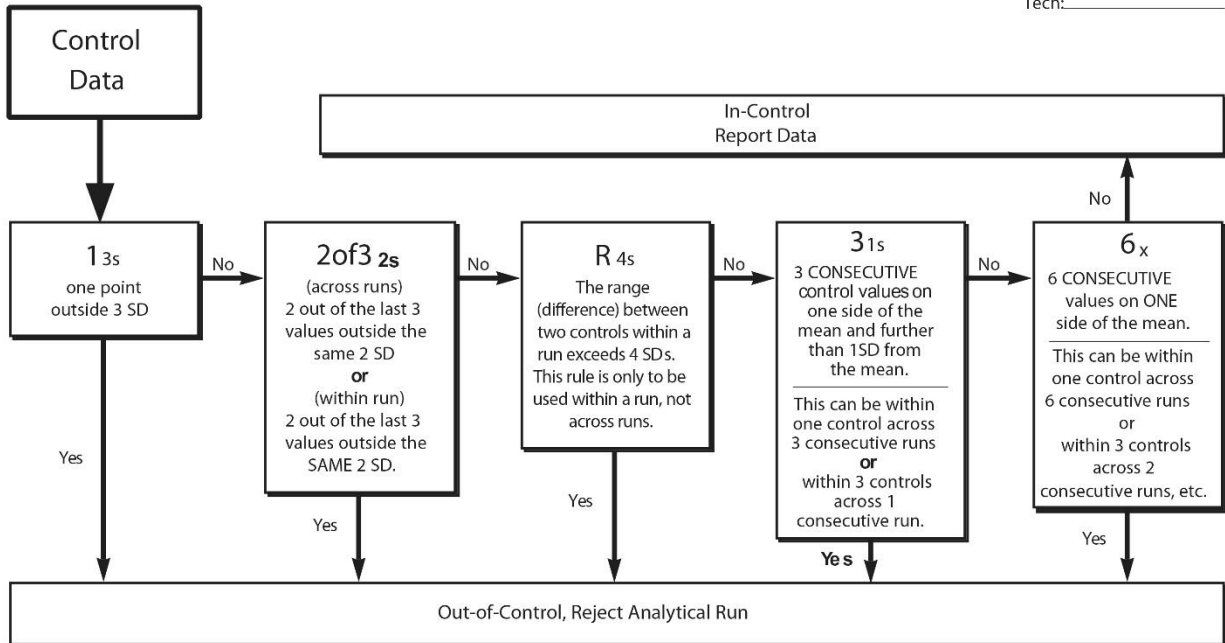 Tech:
Control
Data
In-Control
Report Data
No
1 3s
one point
outside 3 SD
No
2of3 2s
(across runs)
2 out of the last 3
values outside the
same 2 SD
or
(within run)
2 out of the last 3
values outside the
SAME 2 SD.
No
R 4s
The range
(difference) between
two controls within a
run exceeds 4 SDs.
This rule is only to be
used within a run, not
across runs.
No
3 1s
3 CONSECUTIVE
control values on
one side of the
mean and further
than 1SD from
the mean.
This can be within
one control across
3 consecutive runs
or
within 3 controls
across 1
consecutive run.
No
6 x
6 CONSECUTIVE
values on ONE
side of the mean.
This can be within
one control across
6 consecutive runs
or
within 3 controls
across 2
consecutive runs, etc.
Yes
Yes
Yes
Yes
Yes
Out-of-Control, Reject Analytical Run